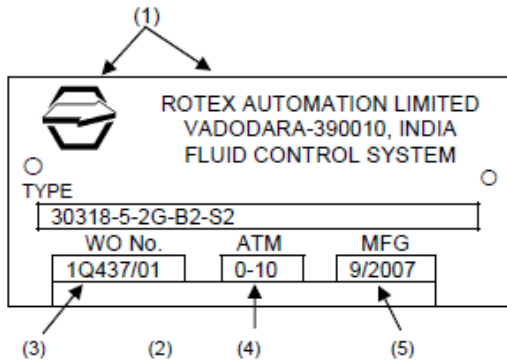 (1)
ROTEX AUTOMATION LIMITED
VADODARA-390010, INDIA
FLUID CONTROL SYSTEM
TYPE
30318-5-2G-B2-S2
WO No. ATM MFG
1Q437/01 0-10 9/2007
(3) (2) (4) (5)